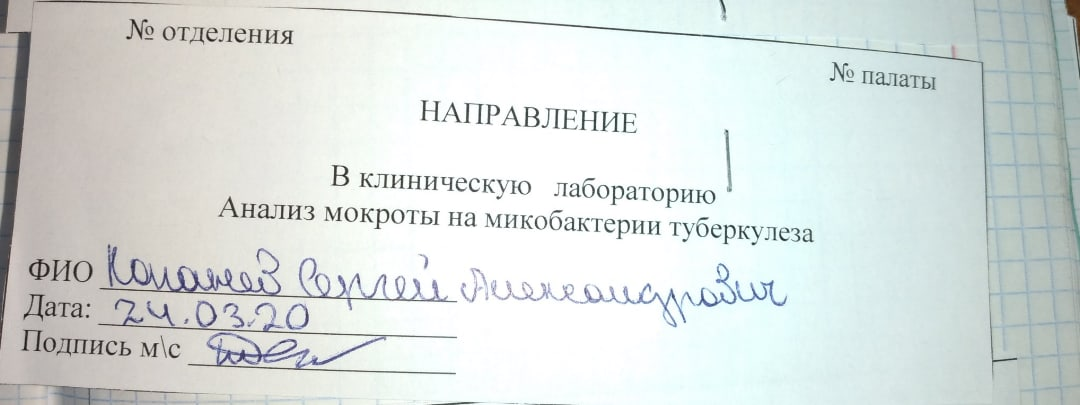 № отделения
№ палаты
НАПРАВЛЕНИЕ
В клиническую лабораторию
Анализ мокроты на микобактерии туберкулеза
ФИО Сергей Александрович
Дата: 24.03.20
Подпись м\с